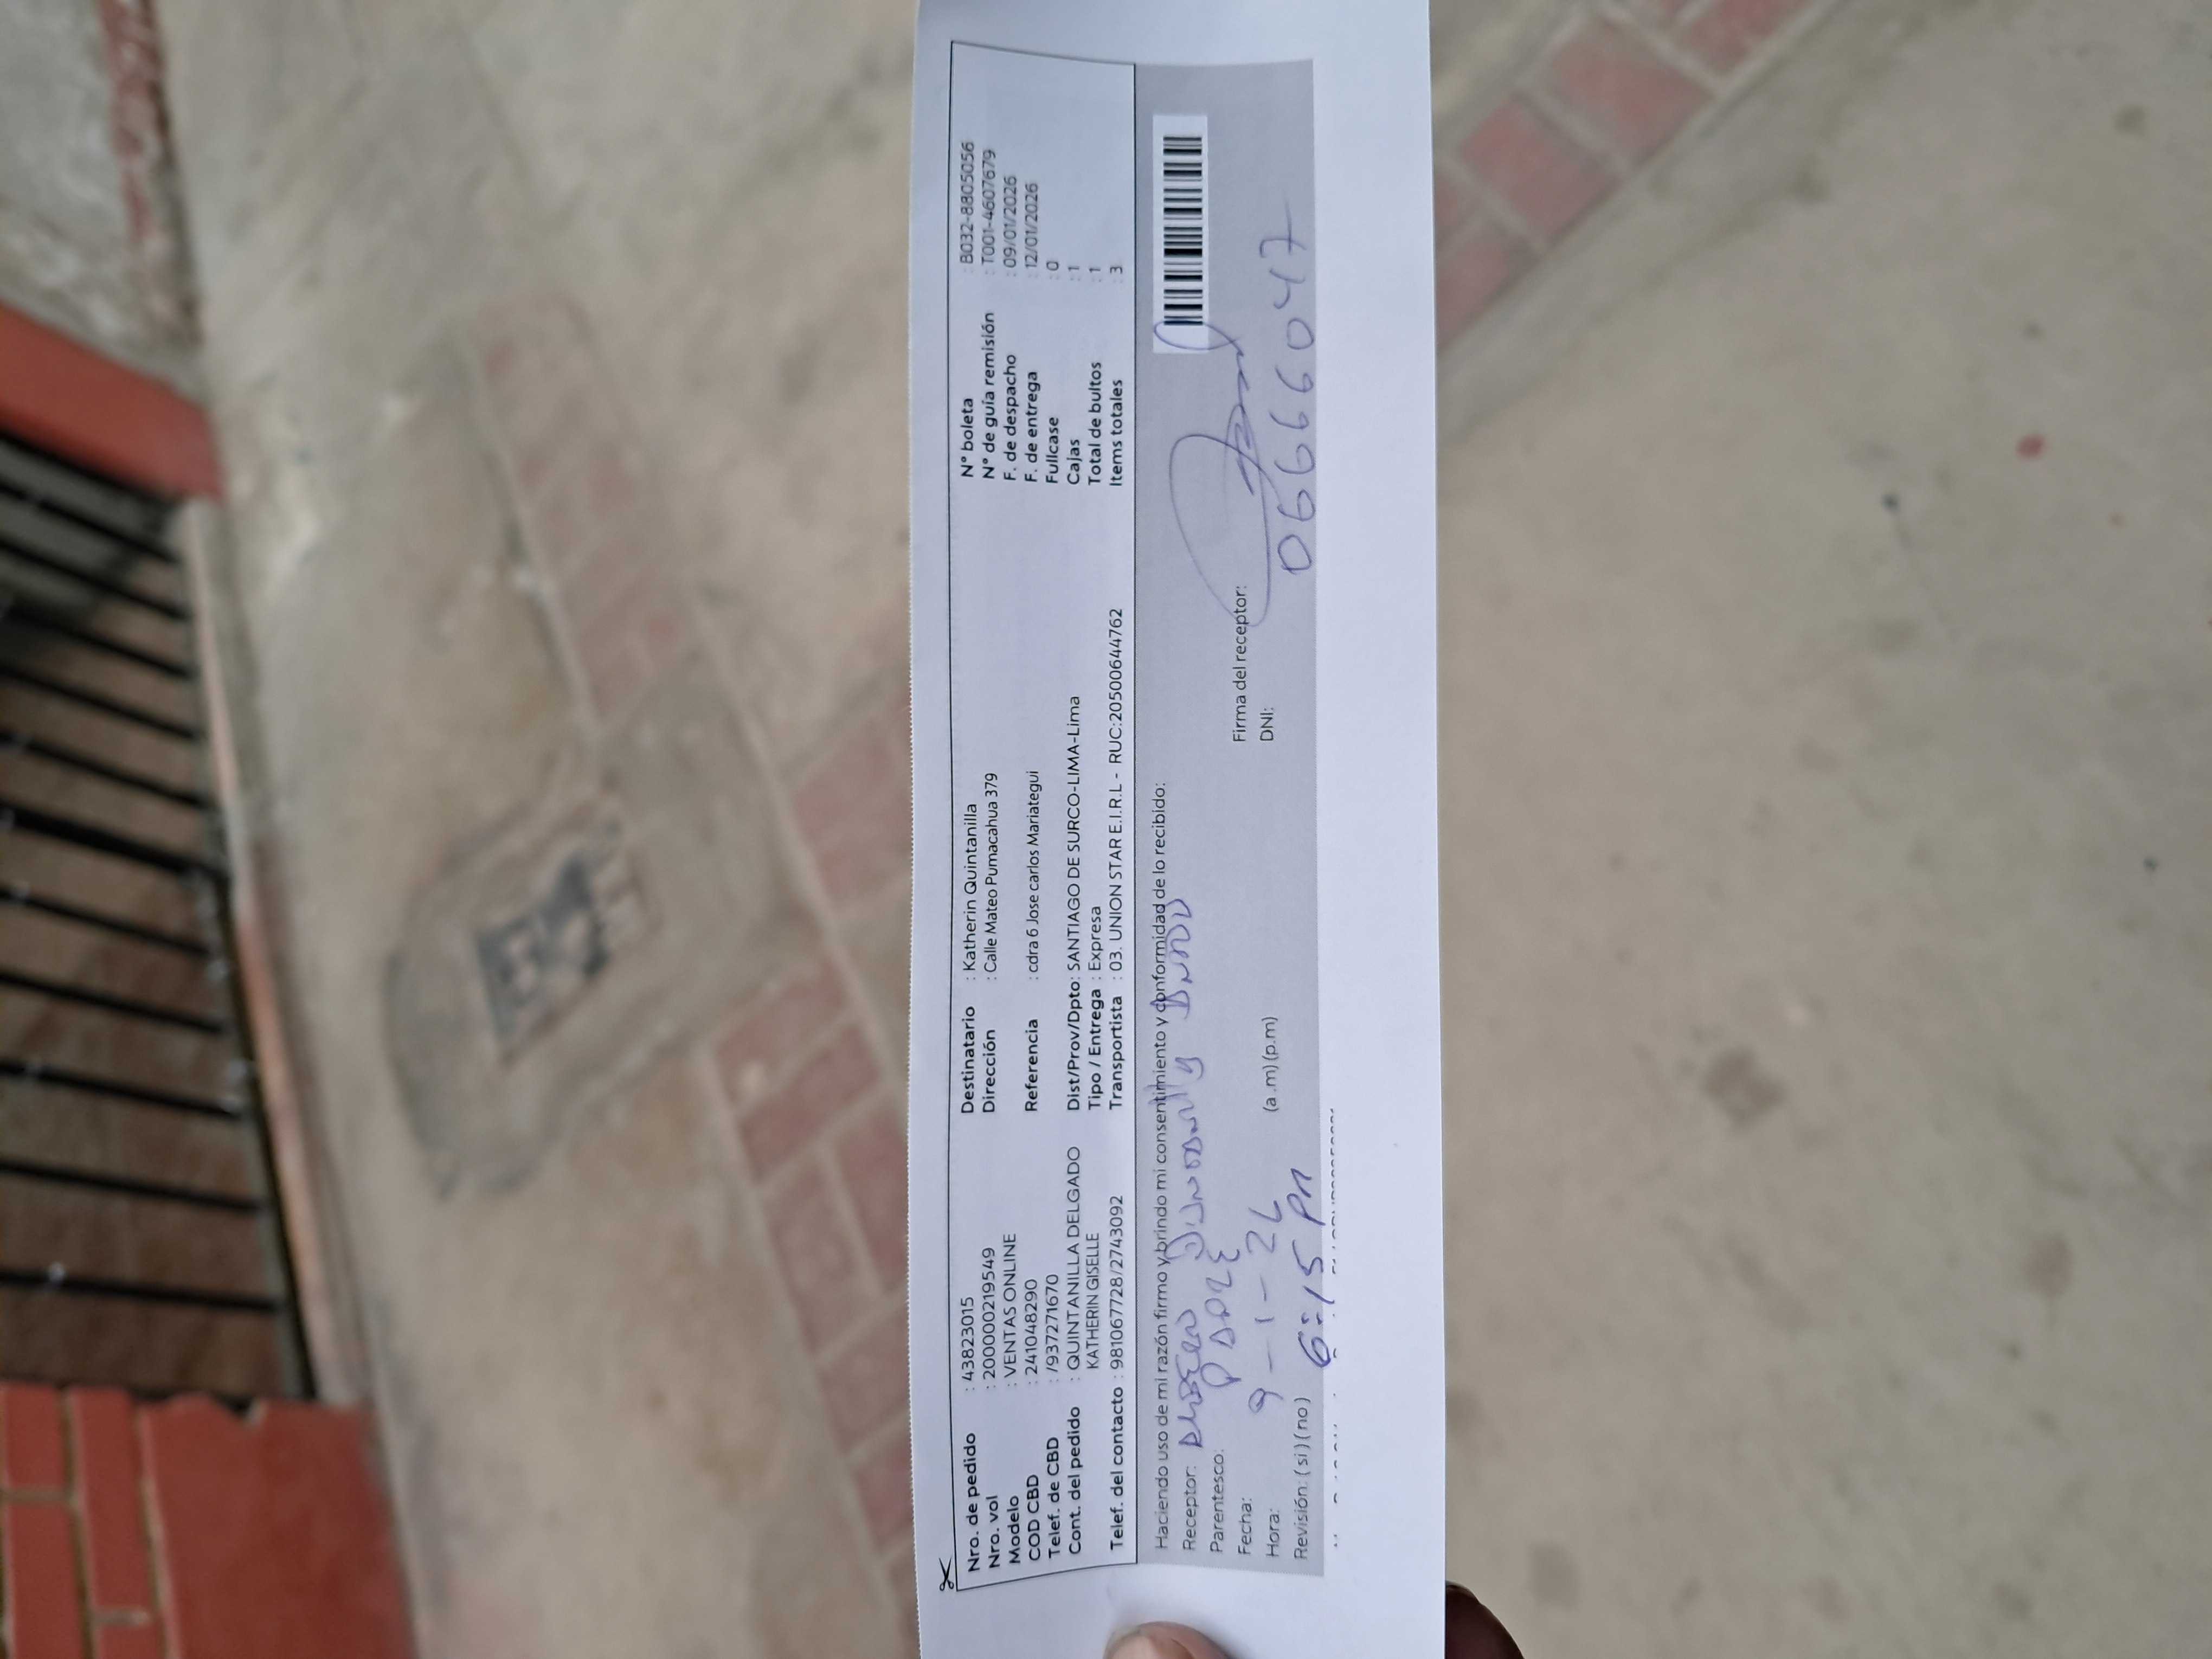 Nro. de pedido : 43823015
Nro. vol : 2000000219549
Modelo : VENTAS ONLINE
COD CBD : 241048290
Telef. de CBD : /937271670
Cont. del pedido : QUINTANILLA DELGADO
KATHERIN GISELLE
Telef. del contacto : 981067728/2743092
Destinatario : Katherin Quintanilla
Dirección : Calle Mateo Pumacahua 379
Referencia : cdra 6 Jose carlos Mariategui
Dist/Prov/Dpto: SANTIAGO DE SURCO-LIMA-Lima
Tipo / Entrega : Expresa
Transportista : 03. UNION STAR E.I.R.L - RUC:20500644762
N° boleta : B032-8805056
N° de guía remisión : T001-4607679
F. de despacho : 09/01/2026
F. de entrega : 12/01/2026
Fullcase : 0
Cajas : 1
Total de bultos : 1
Items totales : 3
Haciendo uso de mi razón firmo y brindo mi consentimiento y conformidad de lo recibido:
Receptor:
Parentesco: PADRE
Fecha: 9-1-26
Hora: 6:15 PM (a.m)(p.m)
Revisión: (si)(no)
Firma del receptor:
DNI: 06666047